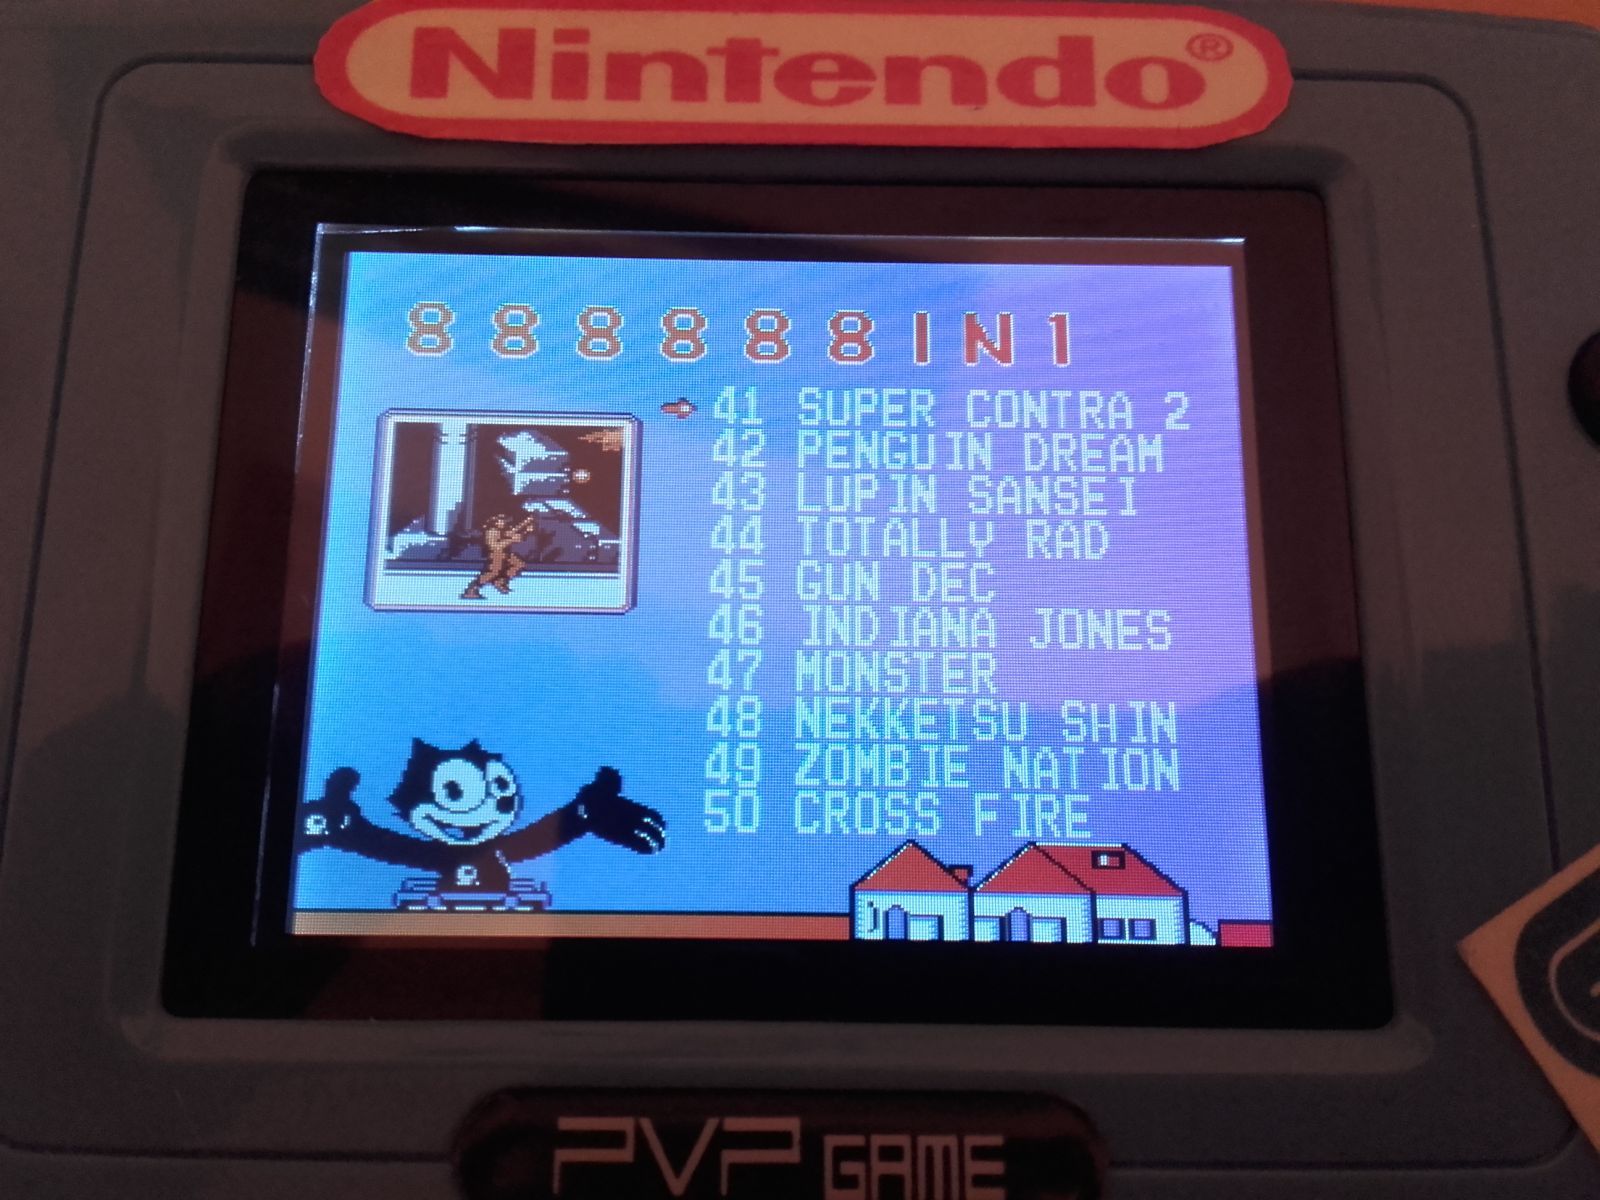 Nintendo®
888888IN1
41 SUPER CONTRA 2
42 PENGUIN DREAM
43 LUPIN SANSEI
44 TOTALLY RAD
45 GUN DEC
46 INDIANA JONES
47 MONSTER
48 NEKKETSU SHIN
49 ZOMBIE NATION
50 CROSS FIRE
PVP GAME